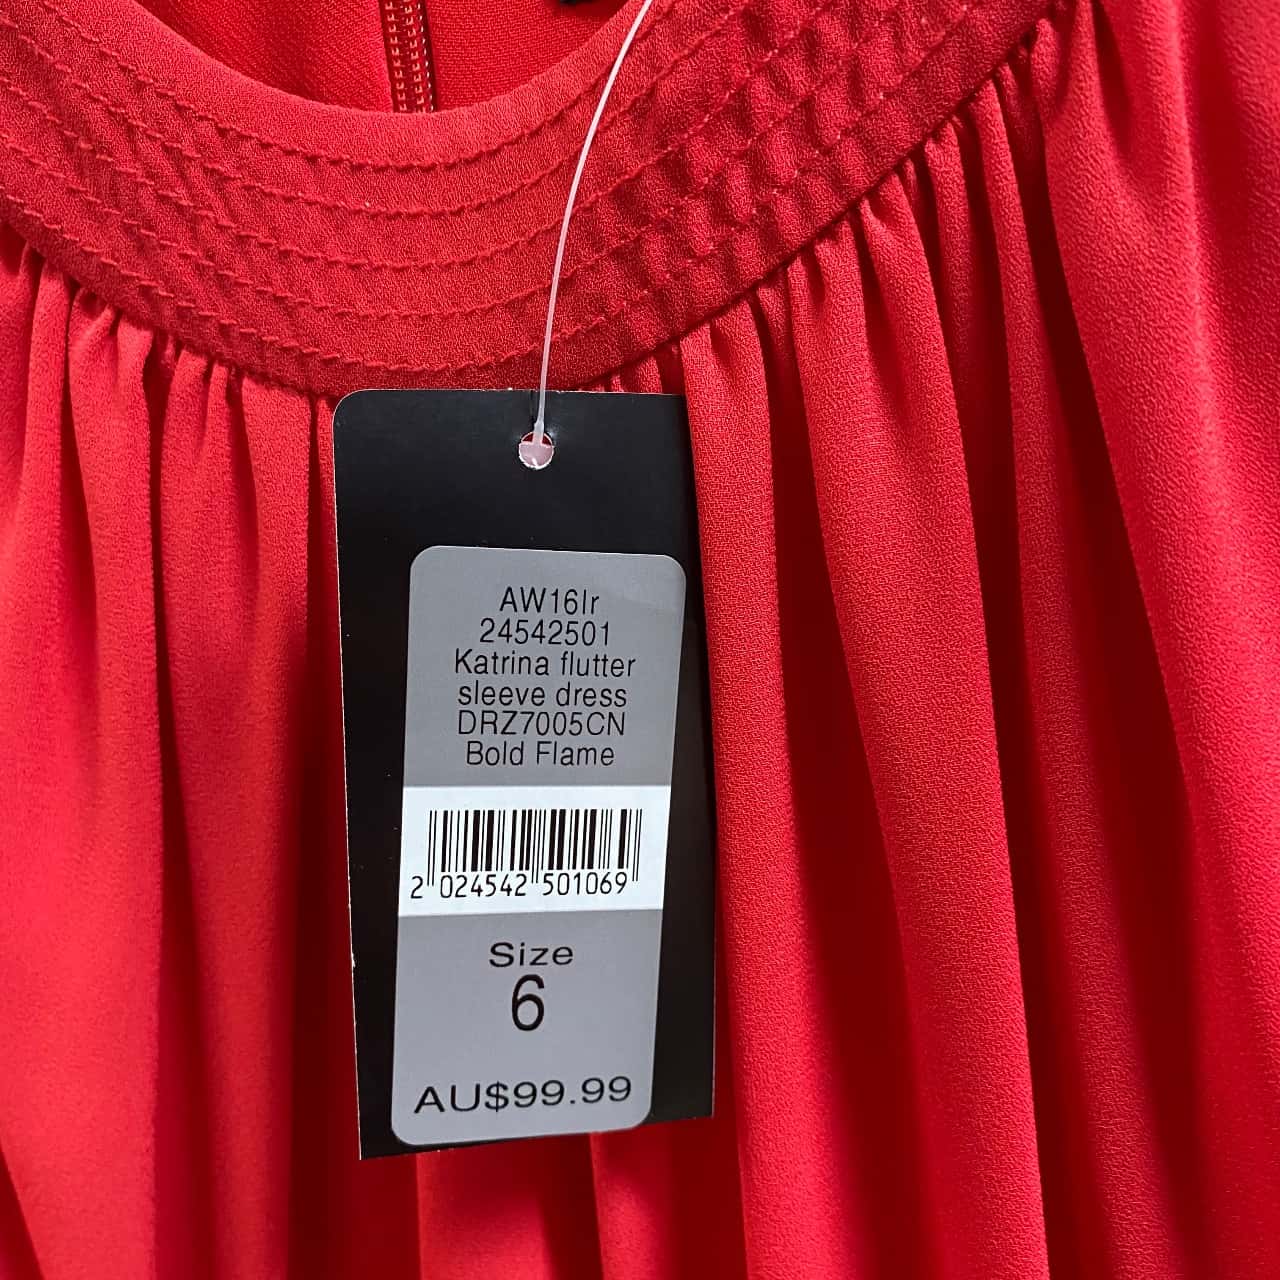 AW16lr
24542501
Katrina flutter
sleeve dress
DRZ7005CN
Bold Flame
2 024542 501069
Size
6
AU$99.99